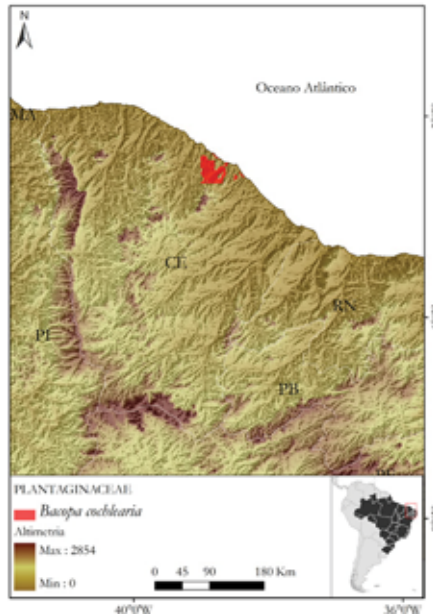 N
Oceano Atlântico
MA
CE
RN
PI
PB
PLANTAGINACEAE
Bacopa cochlearia
Altimetria
Max : 2854
Min : 0
0 45 90 180 Km
40°0'W 36°0'W